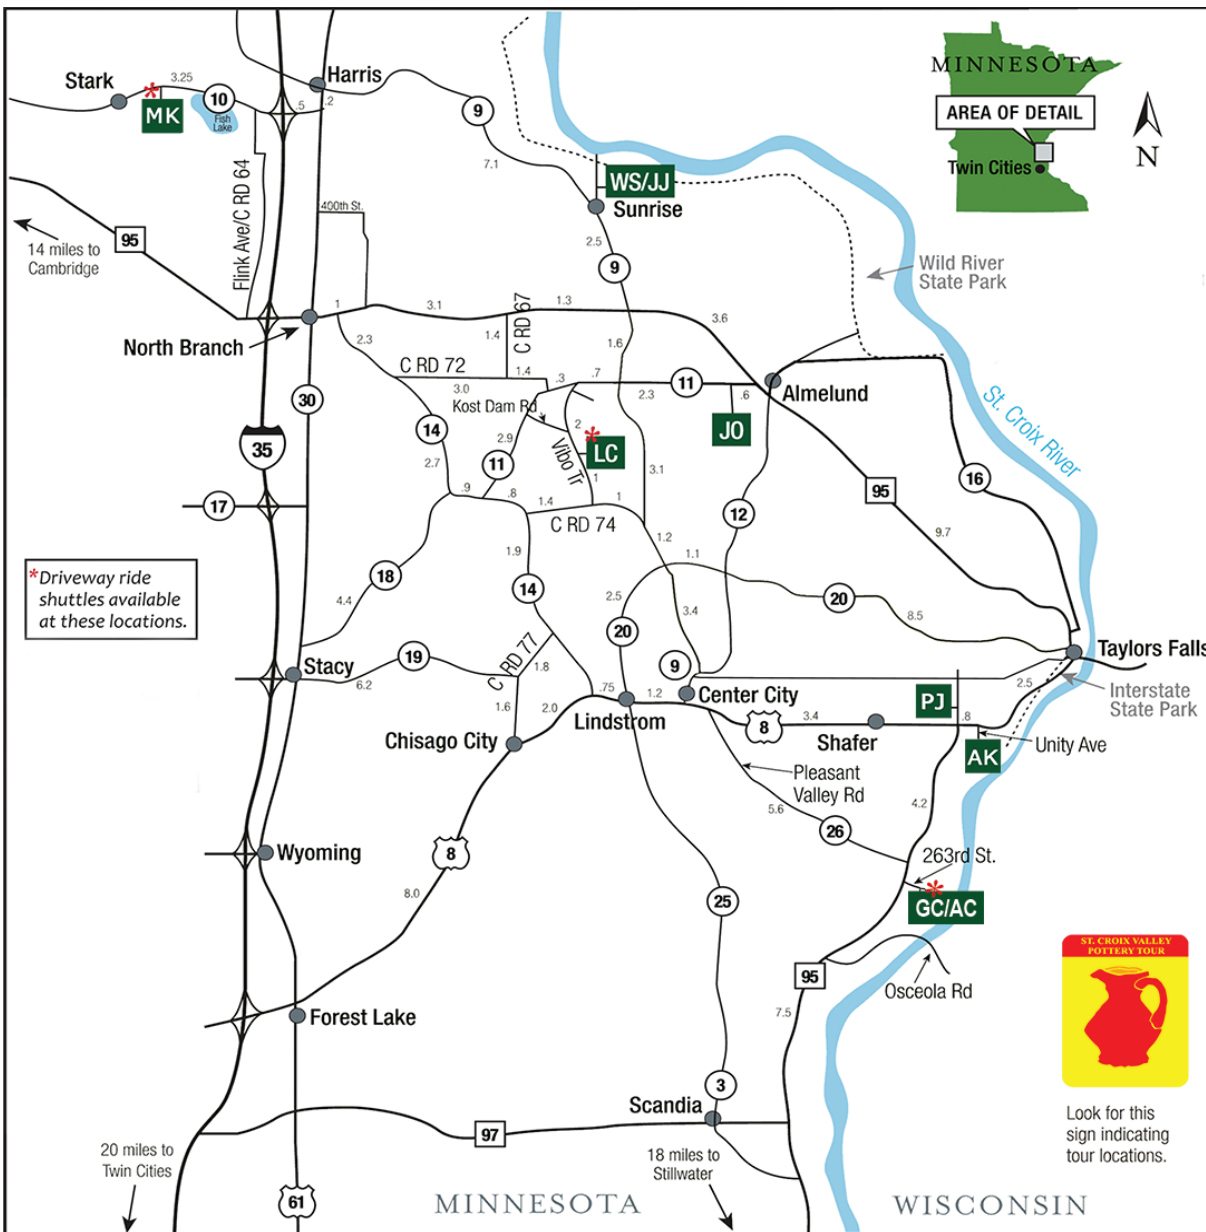 MINNESOTA
AREA OF DETAIL
Twin Cities
N
Stark
3.25
*
MK
10
Fish
Lake
.5
.2
Harris
9
7.1
WS/JJ
Sunrise
2.5
9
Flink Ave/C RD 64
400th St.
95
14 miles to
Cambridge
Wild River
State Park
North Branch
1
3.1
C RD 67
1.3
3.6
2.3
1.4
1.6
C RD 72
1.4
3.0
.3
.7
11
2.3
.6
Almelund
Kost Dam Rd
30
14
JO
St. Croix River
35
2.9
2
*
LC
Vibo Tr
2.7
11
3.1
16
17
.9
.8
1.4
1
1
C RD 74
12
95
9.7
1.2
*Driveway ride
shuttles available
at these locations.
18
4.4
1.9
14
1.1
2.5
20
3.4
20
8.5
Stacy
19
6.2
C RD 77
1.8
1.6
9
Taylors Falls
2.5
Interstate
State Park
Center City
.75
1.2
2.0
Lindstrom
PJ
.8
8
3.4
Shafer
AK
Unity Ave
Chisago City
Pleasant
Valley Rd
5.6
4.2
26
Wyoming
8
8.0
263rd St.
*
GC/AC
25
95
Osceola Rd
7.5
ST. CROIX VALLEY
POTTERY TOUR
Forest Lake
3
Scandia
97
Look for this
sign indicating
tour locations.
20 miles to
Twin Cities
18 miles to
Stillwater
61
MINNESOTA
WISCONSIN